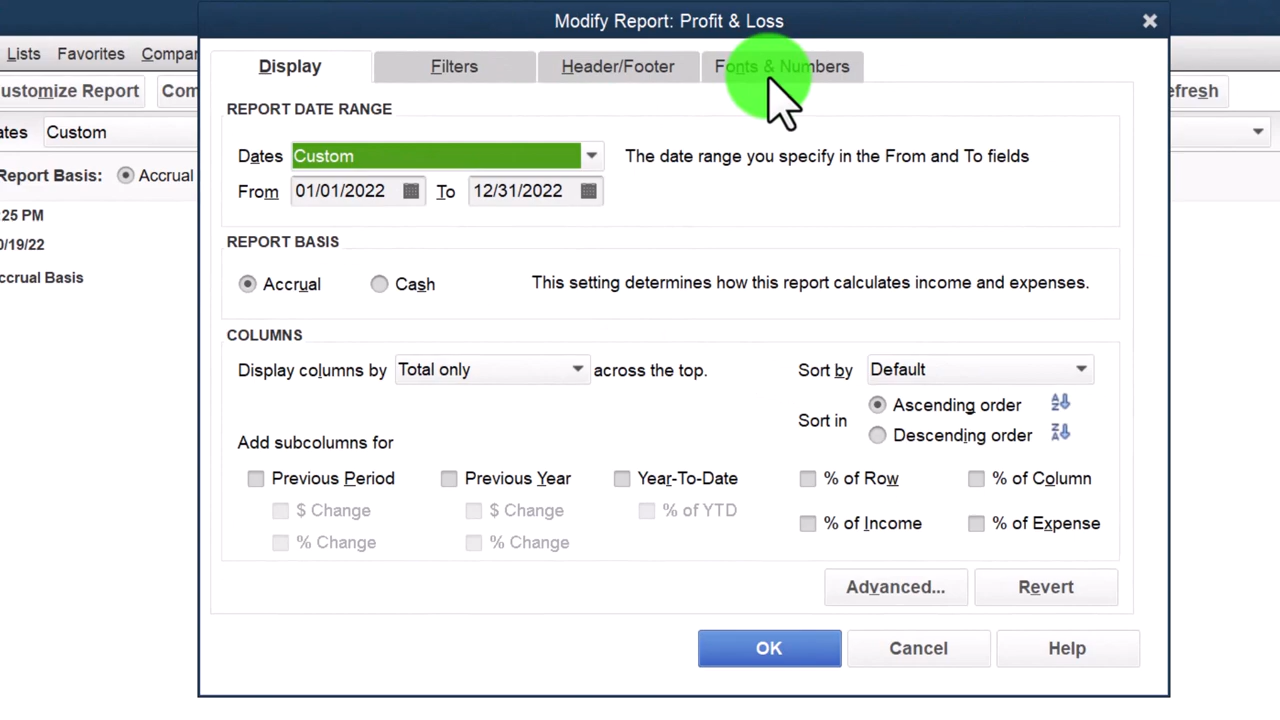 Modify Report: Profit & Loss
Lists Favorites Compan
ustomize Report Com
efresh
ates Custom
Report Basis: Accrual
:25 PM
0/19/22
ccrual Basis
Display Filters Header/Footer Fonts & Numbers
REPORT DATE RANGE
Dates Custom The date range you specify in the From and To fields
From 01/01/2022 To 12/31/2022
REPORT BASIS
Accrual Cash This setting determines how this report calculates income and expenses.
COLUMNS
Display columns by Total only across the top. Sort by Default
Sort in Ascending order
Descending order
Add subcolumns for
Previous Period Previous Year Year-To-Date % of Row % of Column
$ Change $ Change % of YTD
% of Income % of Expense
% Change % Change
Advanced... Revert
OK Cancel Help